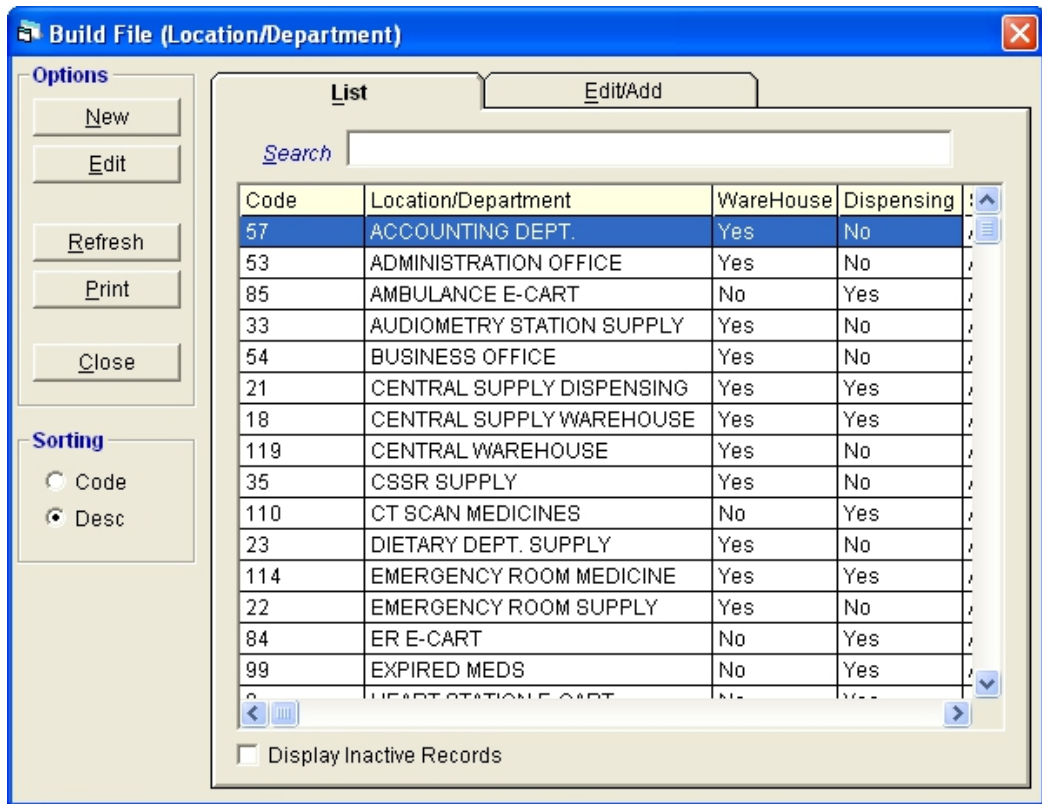 Build File (Location/Department)
Options
New
Edit
Refresh
Print
Close
Sorting
Code
Desc
List Edit/Add
Search
Code Location/Department WareHouse Dispensing
57 ACCOUNTING DEPT. Yes No
53 ADMINISTRATION OFFICE Yes No
85 AMBULANCE E-CART No Yes
33 AUDIOMETRY STATION SUPPLY Yes No
54 BUSINESS OFFICE Yes No
21 CENTRAL SUPPLY DISPENSING Yes Yes
18 CENTRAL SUPPLY WAREHOUSE Yes Yes
119 CENTRAL WAREHOUSE Yes No
35 CSSR SUPPLY Yes No
110 CT SCAN MEDICINES No Yes
23 DIETARY DEPT. SUPPLY Yes No
114 EMERGENCY ROOM MEDICINE Yes Yes
22 EMERGENCY ROOM SUPPLY Yes No
84 ER E-CART No Yes
99 EXPIRED MEDS No Yes
Display Inactive Records